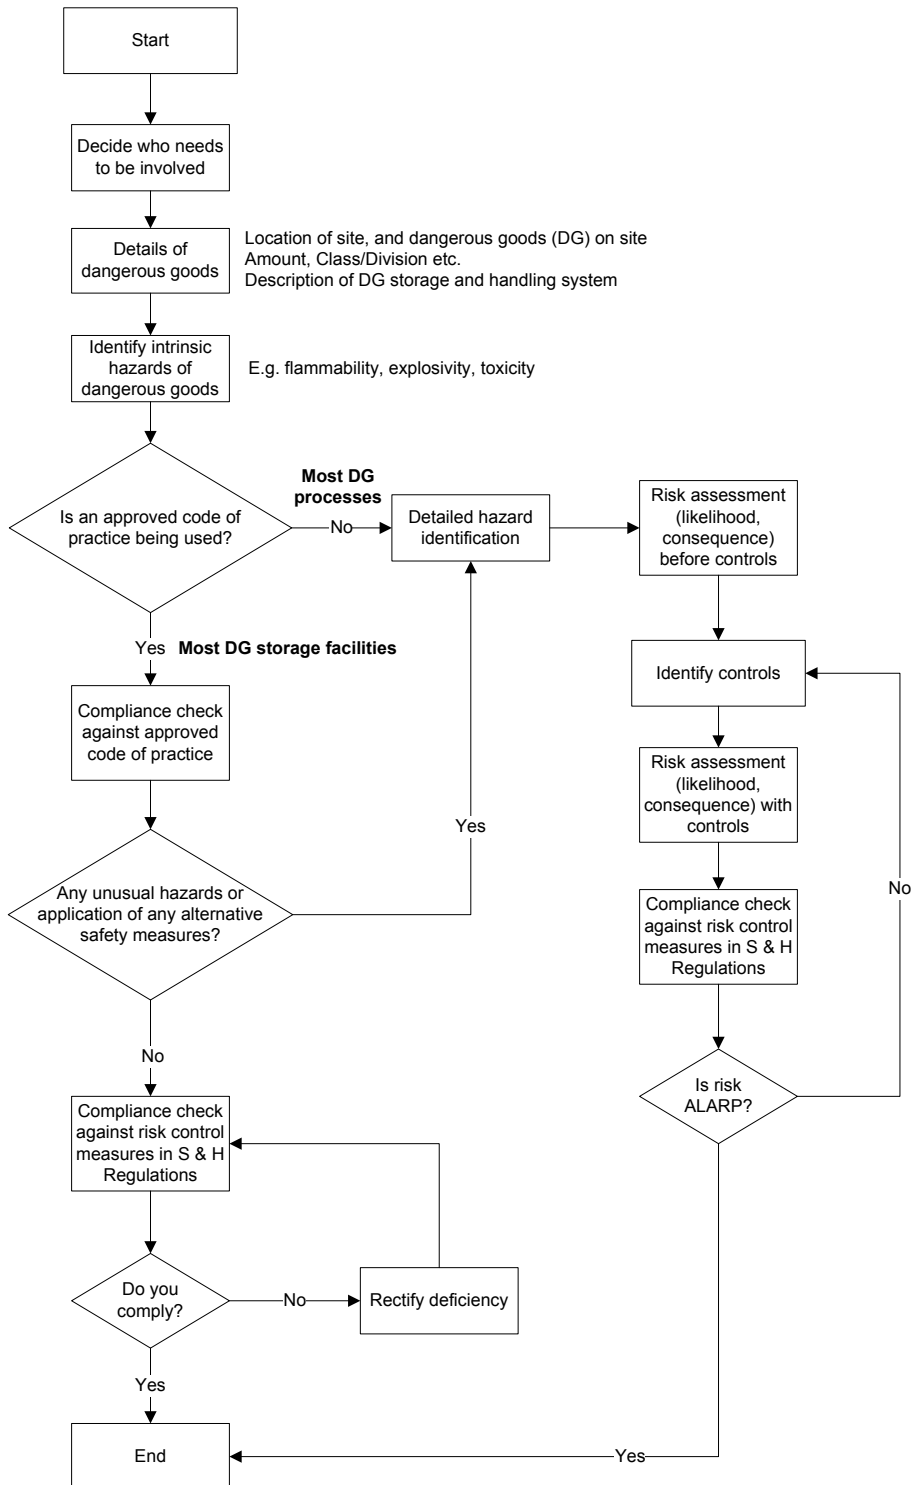 Start
Decide who needs
to be involved
Details of
dangerous goods
Location of site, and dangerous goods (DG) on site
Amount, Class/Division etc.
Description of DG storage and handling system
Identify intrinsic
hazards of
dangerous goods
E.g. flammability, explosivity, toxicity
Is an approved code of
practice being used?
Most DG
processes
No
Detailed hazard
identification
Risk assessment
(likelihood,
consequence)
before controls
Yes
Most DG storage facilities
Compliance check
against approved
code of practice
Identify controls
Risk assessment
(likelihood,
consequence) with
controls
Yes
Any unusual hazards or
application of any alternative
safety measures?
No
Compliance check
against risk control
measures in S & H
Regulations
No
Is risk
ALARP?
Compliance check
against risk control
measures in S & H
Regulations
Do you
comply?
No
Rectify deficiency
Yes
End
Yes